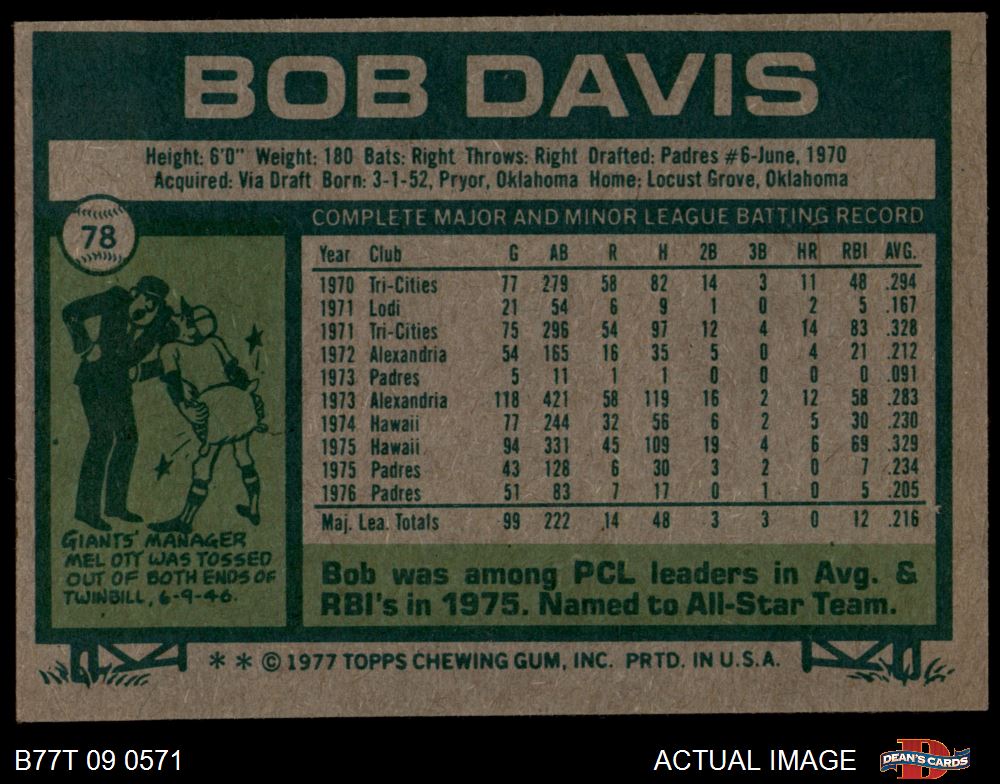 BOB DAVIS
Height: 6'0" Weight: 180 Bats: Right Throws: Right Drafted: Padres #6-June, 1970
Acquired: Via Draft Born: 3-1-52, Pryor, Oklahoma Home: Locust Grove, Oklahoma
78
COMPLETE MAJOR AND MINOR LEAGUE BATTING RECORD
Year Club G AB R H 2B 3B HR RBI AVG.
1970 Tri-Cities 77 279 58 82 14 3 11 48 .294
1971 Lodi 21 54 6 9 1 0 2 5 .167
1971 Tri-Cities 75 296 54 97 12 4 14 83 .328
1972 Alexandria 54 165 16 35 5 0 4 21 .212
1973 Padres 5 11 1 1 0 0 0 0 .091
1973 Alexandria 118 421 58 119 16 2 12 58 .283
1974 Hawaii 77 244 32 56 6 2 5 30 .230
1975 Hawaii 94 331 45 109 19 4 6 69 .329
1975 Padres 43 128 6 30 3 2 0 7 .234
1976 Padres 51 83 7 17 0 1 0 5 .205
Maj. Lea. Totals 99 222 14 48 3 3 0 12 .216
GIANTS' MANAGER
MEL OTT WAS TOSSED
OUT OF BOTH ENDS OF
TWINBILL, 6-9-46.
Bob was among PCL leaders in Avg. &
RBI's in 1975. Named to All-Star Team.
* * © 1977 TOPPS CHEWING GUM, INC. PRTD. IN U.S.A.
B77T 09 0571
ACTUAL IMAGE
DEAN'S CARDS